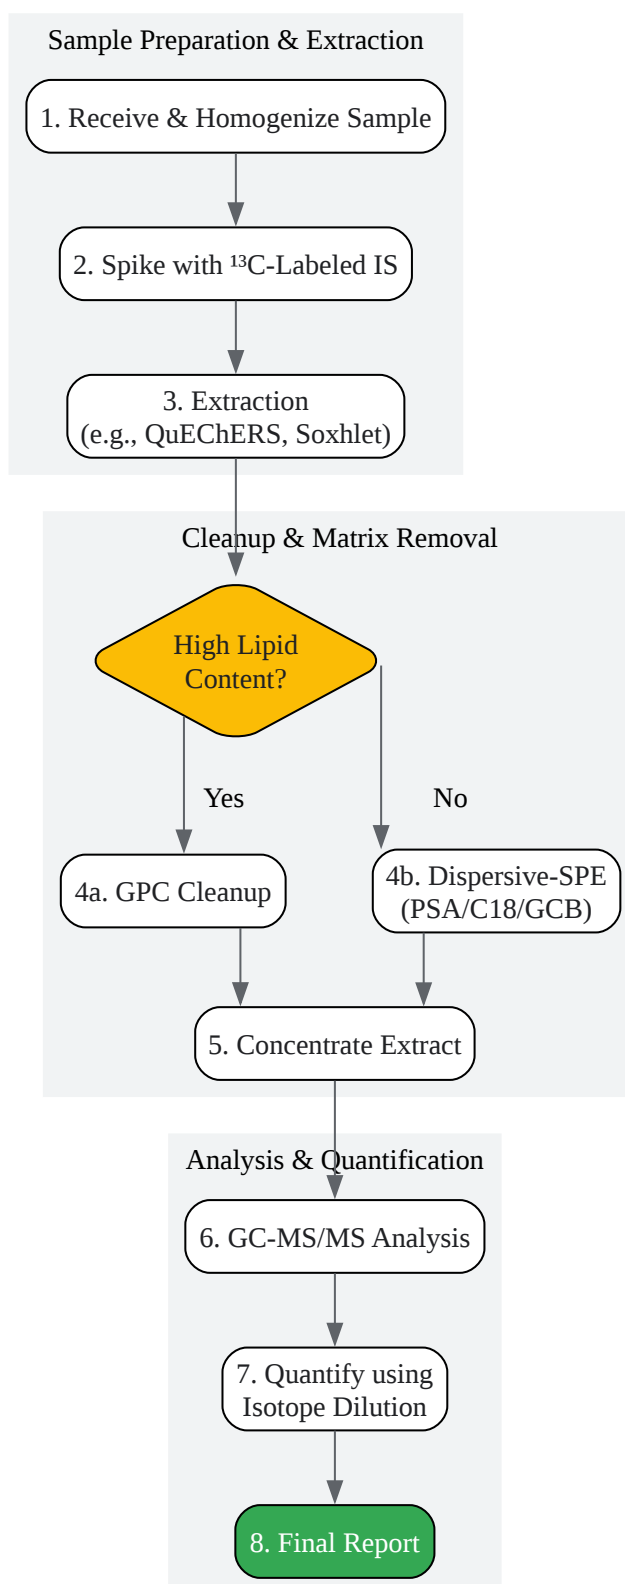 Sample Preparation & Extraction
1. Receive & Homogenize Sample
2. Spike with ¹³C-Labeled IS
3. Extraction
(e.g., QuEChERS, Soxhlet)
Cleanup & Matrix Removal
High Lipid
Content?
Yes
No
4a. GPC Cleanup
4b. Dispersive-SPE
(PSA/C18/GCB)
5. Concentrate Extract
Analysis & Quantification
6. GC-MS/MS Analysis
7. Quantify using
Isotope Dilution
8. Final Report